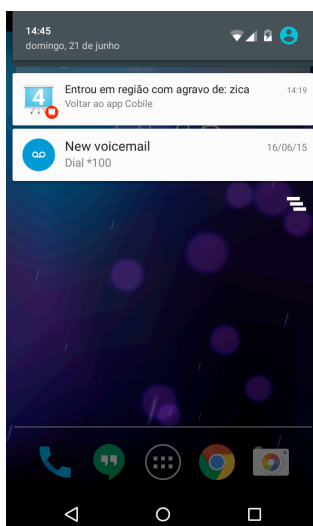 14:45
domingo, 21 de junho
4
Entrou em região com agravo de: zica
14:19
Voltar ao app Cobile
New voicemail
16/06/15
Dial *100